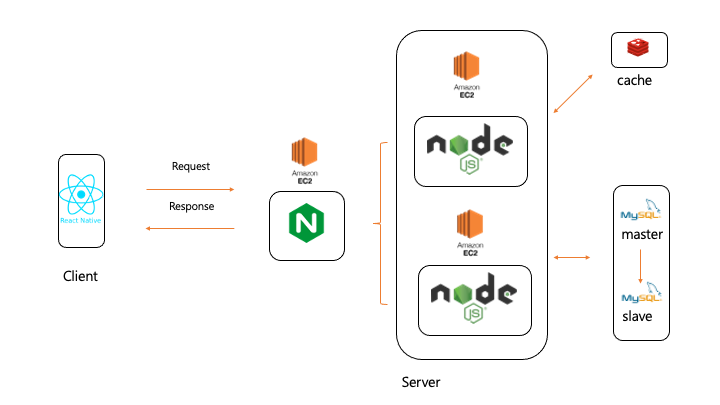 React Native
Client
Request
Response
Amazon
EC2
N
Amazon
EC2
node
JS
Amazon
EC2
node
JS
Server
cache
MySQL
master
MySQL
slave